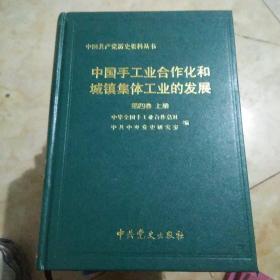 中国共产党历史资料丛书
中国手工业合作化和
城镇集体工业的发展
第四卷 上册
中华全国手工业合作总社
中共中央党史研究室
编
中共党史出版社